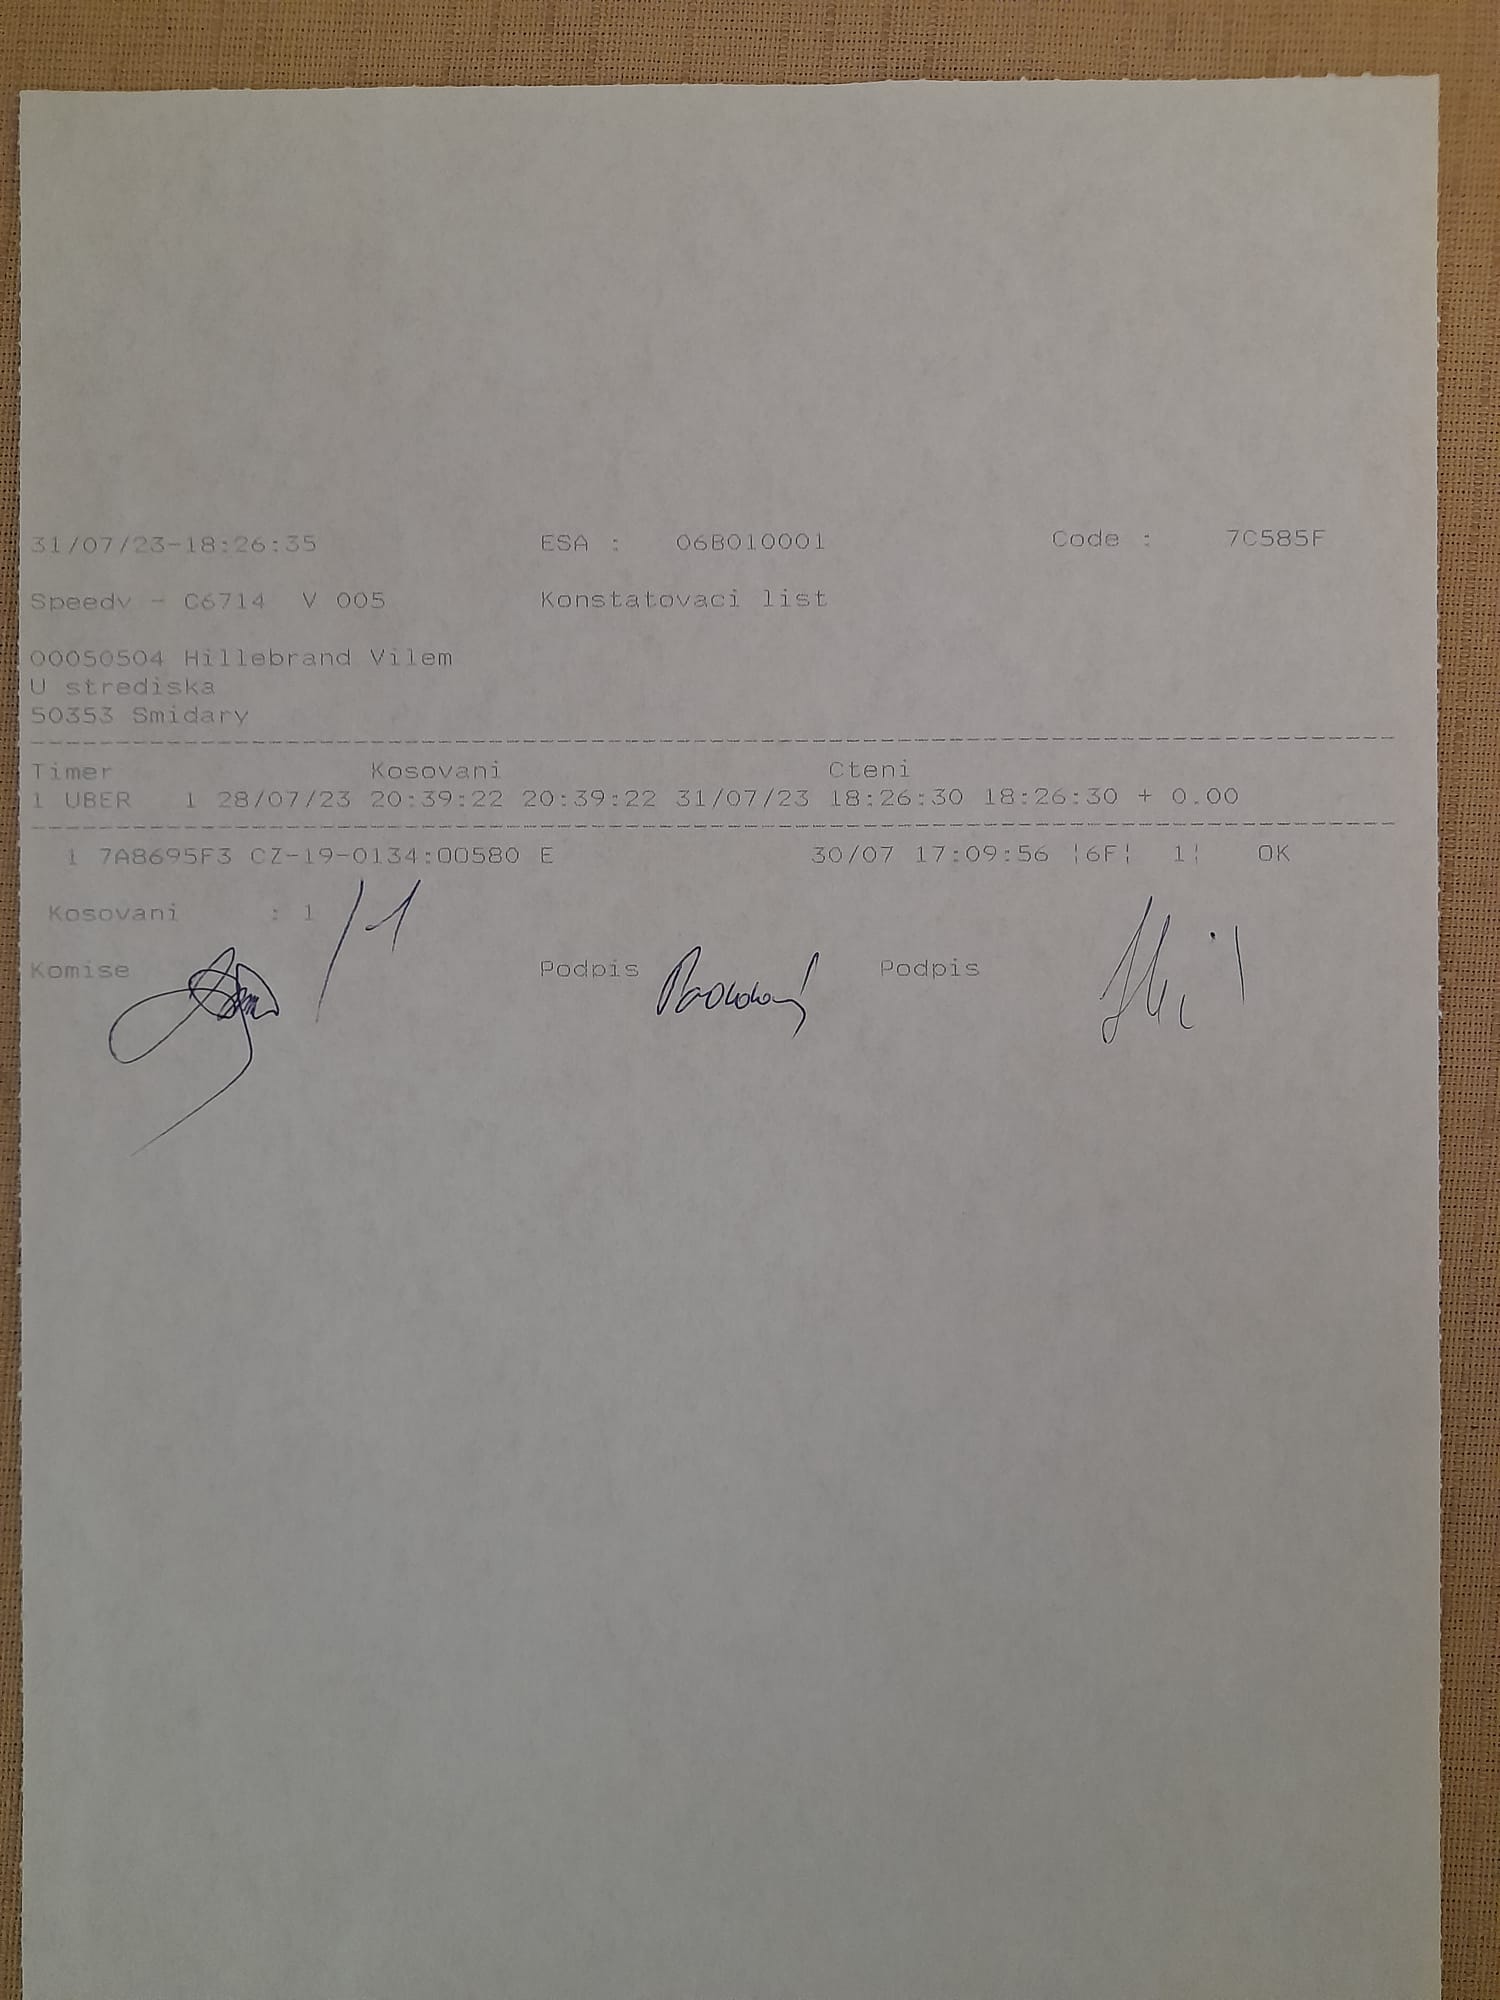 31/07/23-18:26:35 ESA : 06B010001 Code : 7C585F
Speedv - C6714 V 005 Konstatovaci list
00050504 Hillebrand Vilem
U strediska
50353 Smidary
Timer Kosovani Cteni
1 UBER 1 28/07/23 20:39:22 20:39:22 31/07/23 18:26:30 18:26:30 + 0.00
1 7A8695F3 CZ-19-0134:00580 E 30/07 17:09:56 ¦6F¦ 1¦ OK
Kosovani : 1 /1
Komise Podpis Podpis